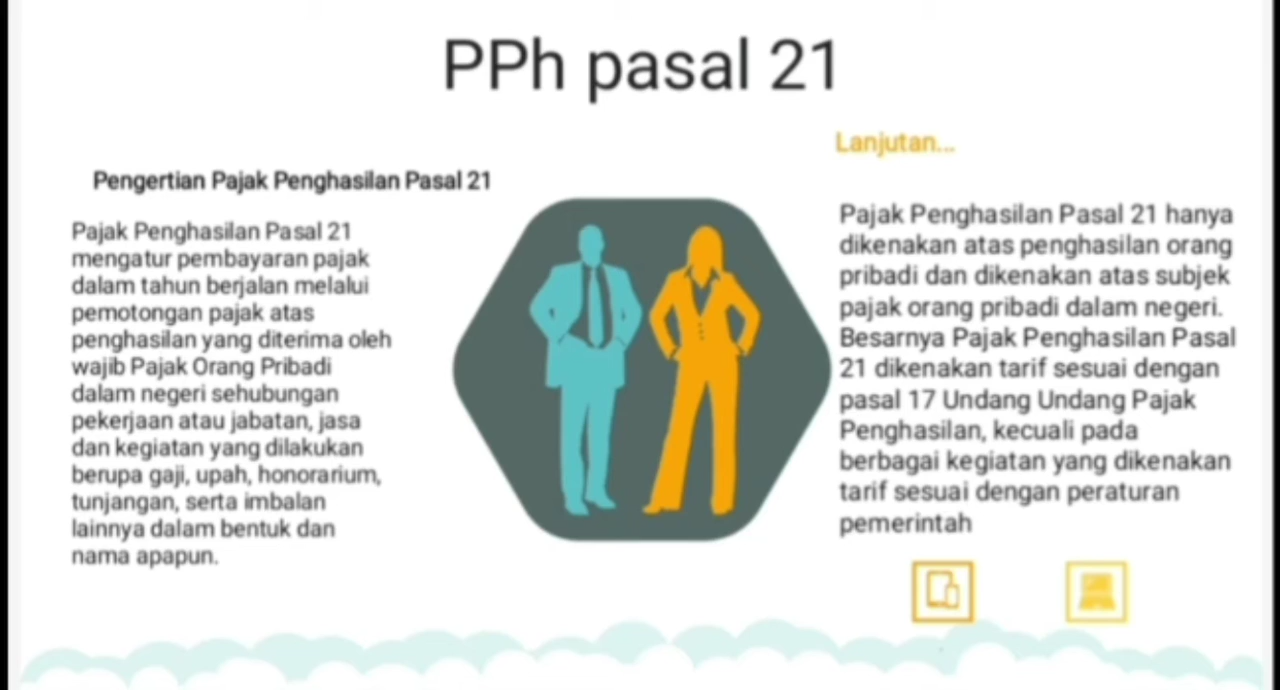 PPh pasal 21
Pengertian Pajak Penghasilan Pasal 21
Pajak Penghasilan Pasal 21
mengatur pembayaran pajak
dalam tahun berjalan melalui
pemotongan pajak atas
penghasilan yang diterima oleh
wajib Pajak Orang Pribadi
dalam negeri sehubungan
pekerjaan atau jabatan, jasa
dan kegiatan yang dilakukan
berupa gaji, upah, honorarium,
tunjangan, serta imbalan
lainnya dalam bentuk dan
nama apapun.
Lanjutan...
Pajak Penghasilan Pasal 21 hanya
dikenakan atas penghasilan orang
pribadi dan dikenakan atas subjek
pajak orang pribadi dalam negeri.
Besarnya Pajak Penghasilan Pasal
21 dikenakan tarif sesuai dengan
pasal 17 Undang Undang Pajak
Penghasilan, kecuali pada
berbagai kegiatan yang dikenakan
tarif sesuai dengan peraturan
pemerintah